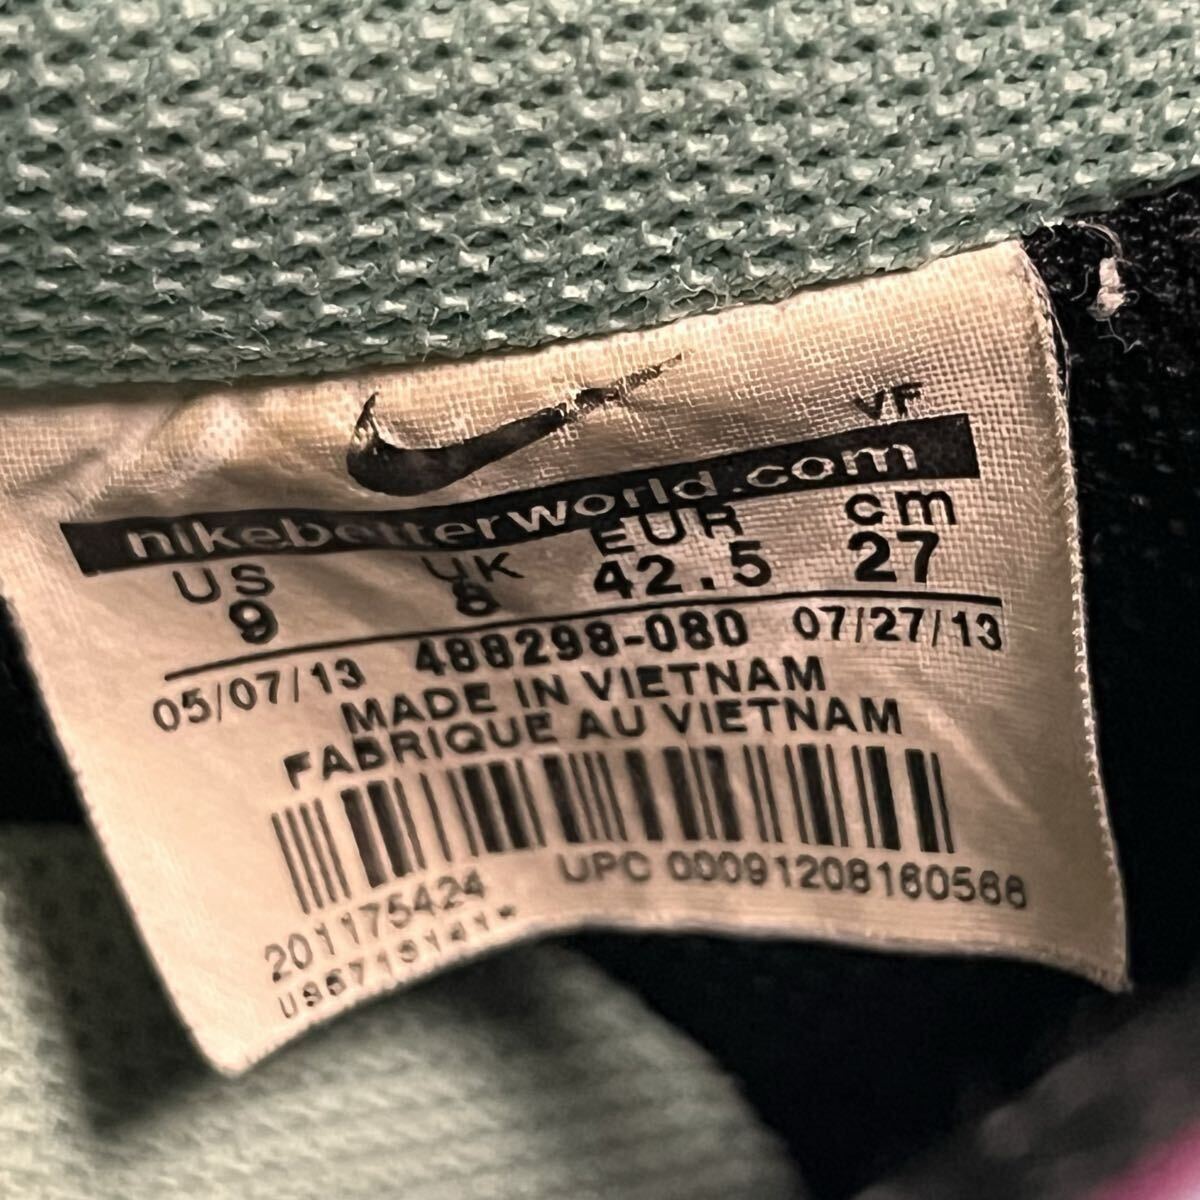 VF
nikebetterworld.com
US UK EUR cm
9 8 42.5 27
05/07/13 488298-080 07/27/13
MADE IN VIETNAM
FABRIQUE AU VIETNAM
201175424 UPC 00091208160566